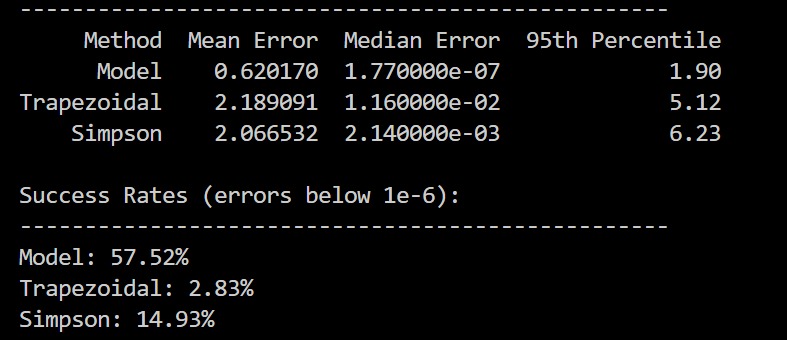 --------------------------------------------------
Method Mean Error Median Error 95th Percentile
Model 0.620170 1.770000e-07 1.90
Trapezoidal 2.189091 1.160000e-02 5.12
Simpson 2.066532 2.140000e-03 6.23
Success Rates (errors below 1e-6):
--------------------------------------------------
Model: 57.52%
Trapezoidal: 2.83%
Simpson: 14.93%